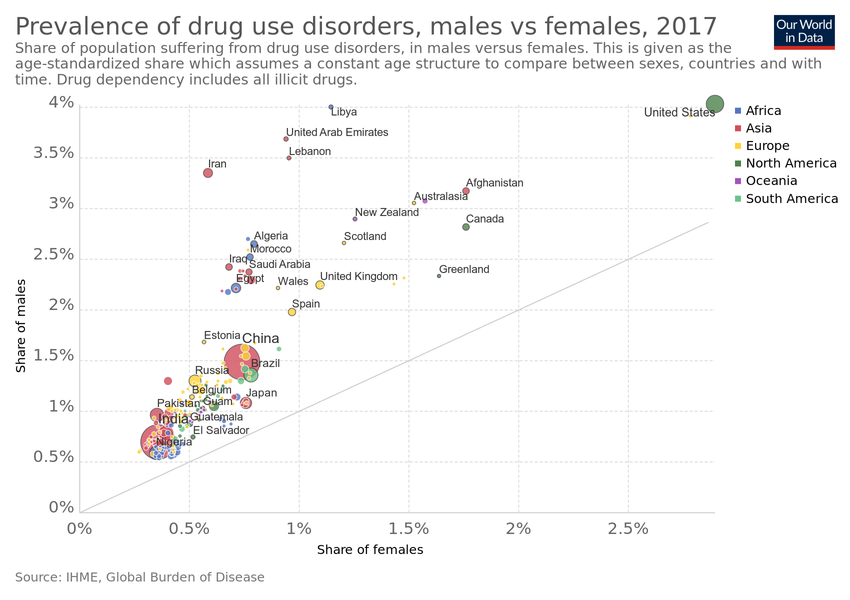 Prevalence of drug use disorders, males vs females, 2017
Our World
in Data
Share of population suffering from drug use disorders, in males versus females. This is given as the
age-standardized share which assumes a constant age structure to compare between sexes, countries and with
time. Drug dependency includes all illicit drugs.
4%
3.5%
3%
2.5%
2%
1.5%
1%
0.5%
0%
Share of males
Libya
United States
United Arab Emirates
Lebanon
Iran
Afghanistan
Australasia
New Zealand
Canada
Algeria
Scotland
Morocco
Iraq
Saudi Arabia
Greenland
Egypt
Wales
United Kingdom
Spain
Estonia
China
Brazil
Russia
Belgium
Japan
Pakistan
Guam
India
Guatemala
El Salvador
Nigeria
Africa
Asia
Europe
North America
Oceania
South America
0%
0.5%
1%
1.5%
2%
2.5%
Share of females
Source: IHME, Global Burden of Disease